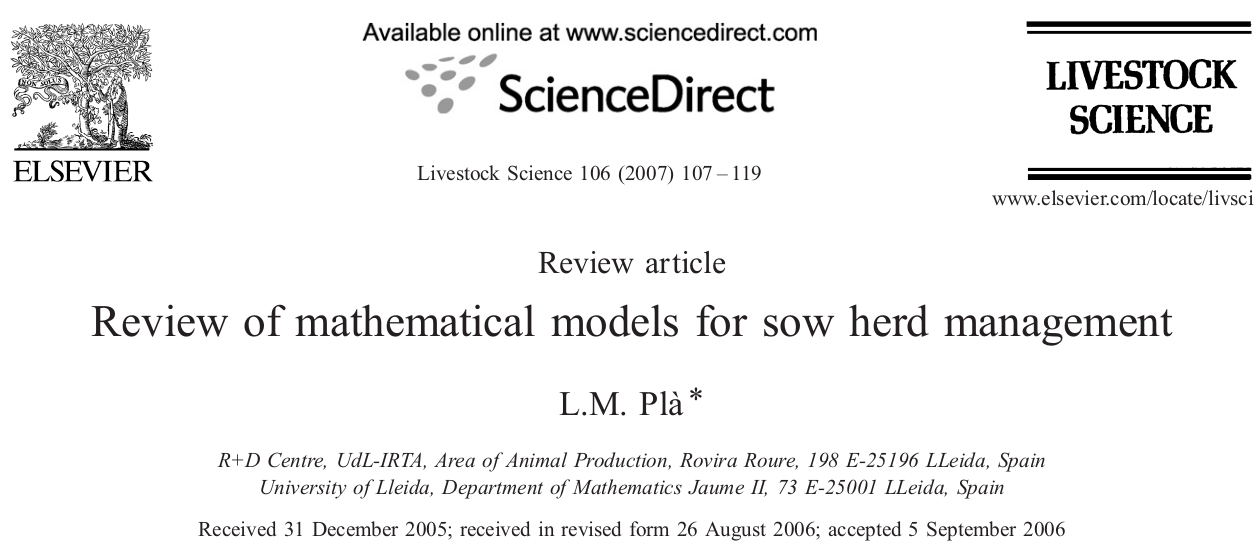 Available online at www.sciencedirect.com
ScienceDirect
LIVESTOCK
SCIENCE
NON SOLUS
ELSEVIER
Livestock Science 106 (2007) 107–119
www.elsevier.com/locate/livsci
Review article
Review of mathematical models for sow herd management
L.M. Plà *
R+D Centre, UdL-IRTA, Area of Animal Production, Rovira Roure, 198 E-25196 LLeida, Spain
University of Lleida, Department of Mathematics Jaume II, 73 E-25001 LLeida, Spain
Received 31 December 2005; received in revised form 26 August 2006; accepted 5 September 2006